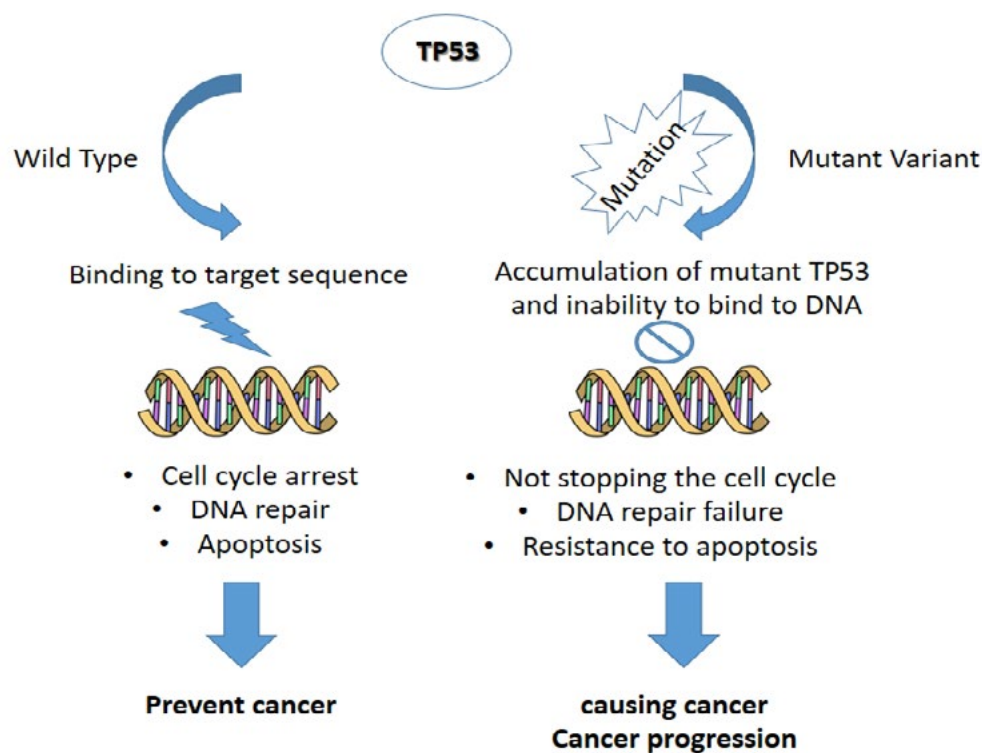 TP53
Wild Type
Mutation
Mutant Variant
Binding to target sequence
Accumulation of mutant TP53
and inability to bind to DNA
• Cell cycle arrest
• DNA repair
• Apoptosis
• Not stopping the cell cycle
• DNA repair failure
• Resistance to apoptosis
Prevent cancer
causing cancer
Cancer progression